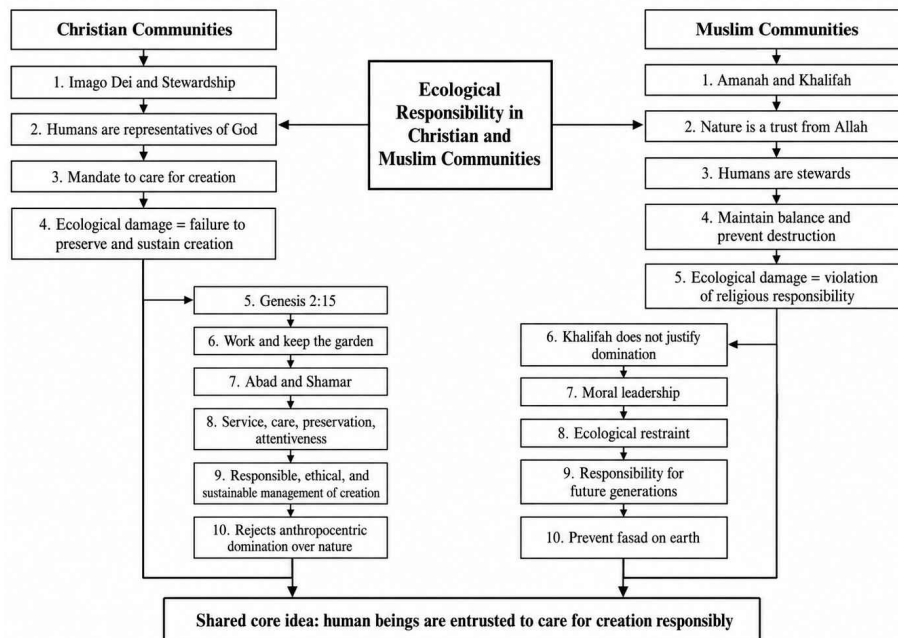 Christian Communities
1. Imago Dei and Stewardship
2. Humans are representatives of God
3. Mandate to care for creation
4. Ecological damage = failure to
preserve and sustain creation
5. Genesis 2:15
6. Work and keep the garden
7. Abad and Shamar
8. Service, care, preservation,
attentiveness
9. Responsible, ethical, and
sustainable management of creation
10. Rejects anthropocentric
domination over nature
Ecological
Responsibility in
Christian and
Muslim Communities
Muslim Communities
1. Amanah and Khalifah
2. Nature is a trust from Allah
3. Humans are stewards
4. Maintain balance and
prevent destruction
5. Ecological damage = violation
of religious responsibility
6. Khalifah does not justify
domination
7. Moral leadership
8. Ecological restraint
9. Responsibility for
future generations
10. Prevent fasad on earth
Shared core idea: human beings are entrusted to care for creation responsibly